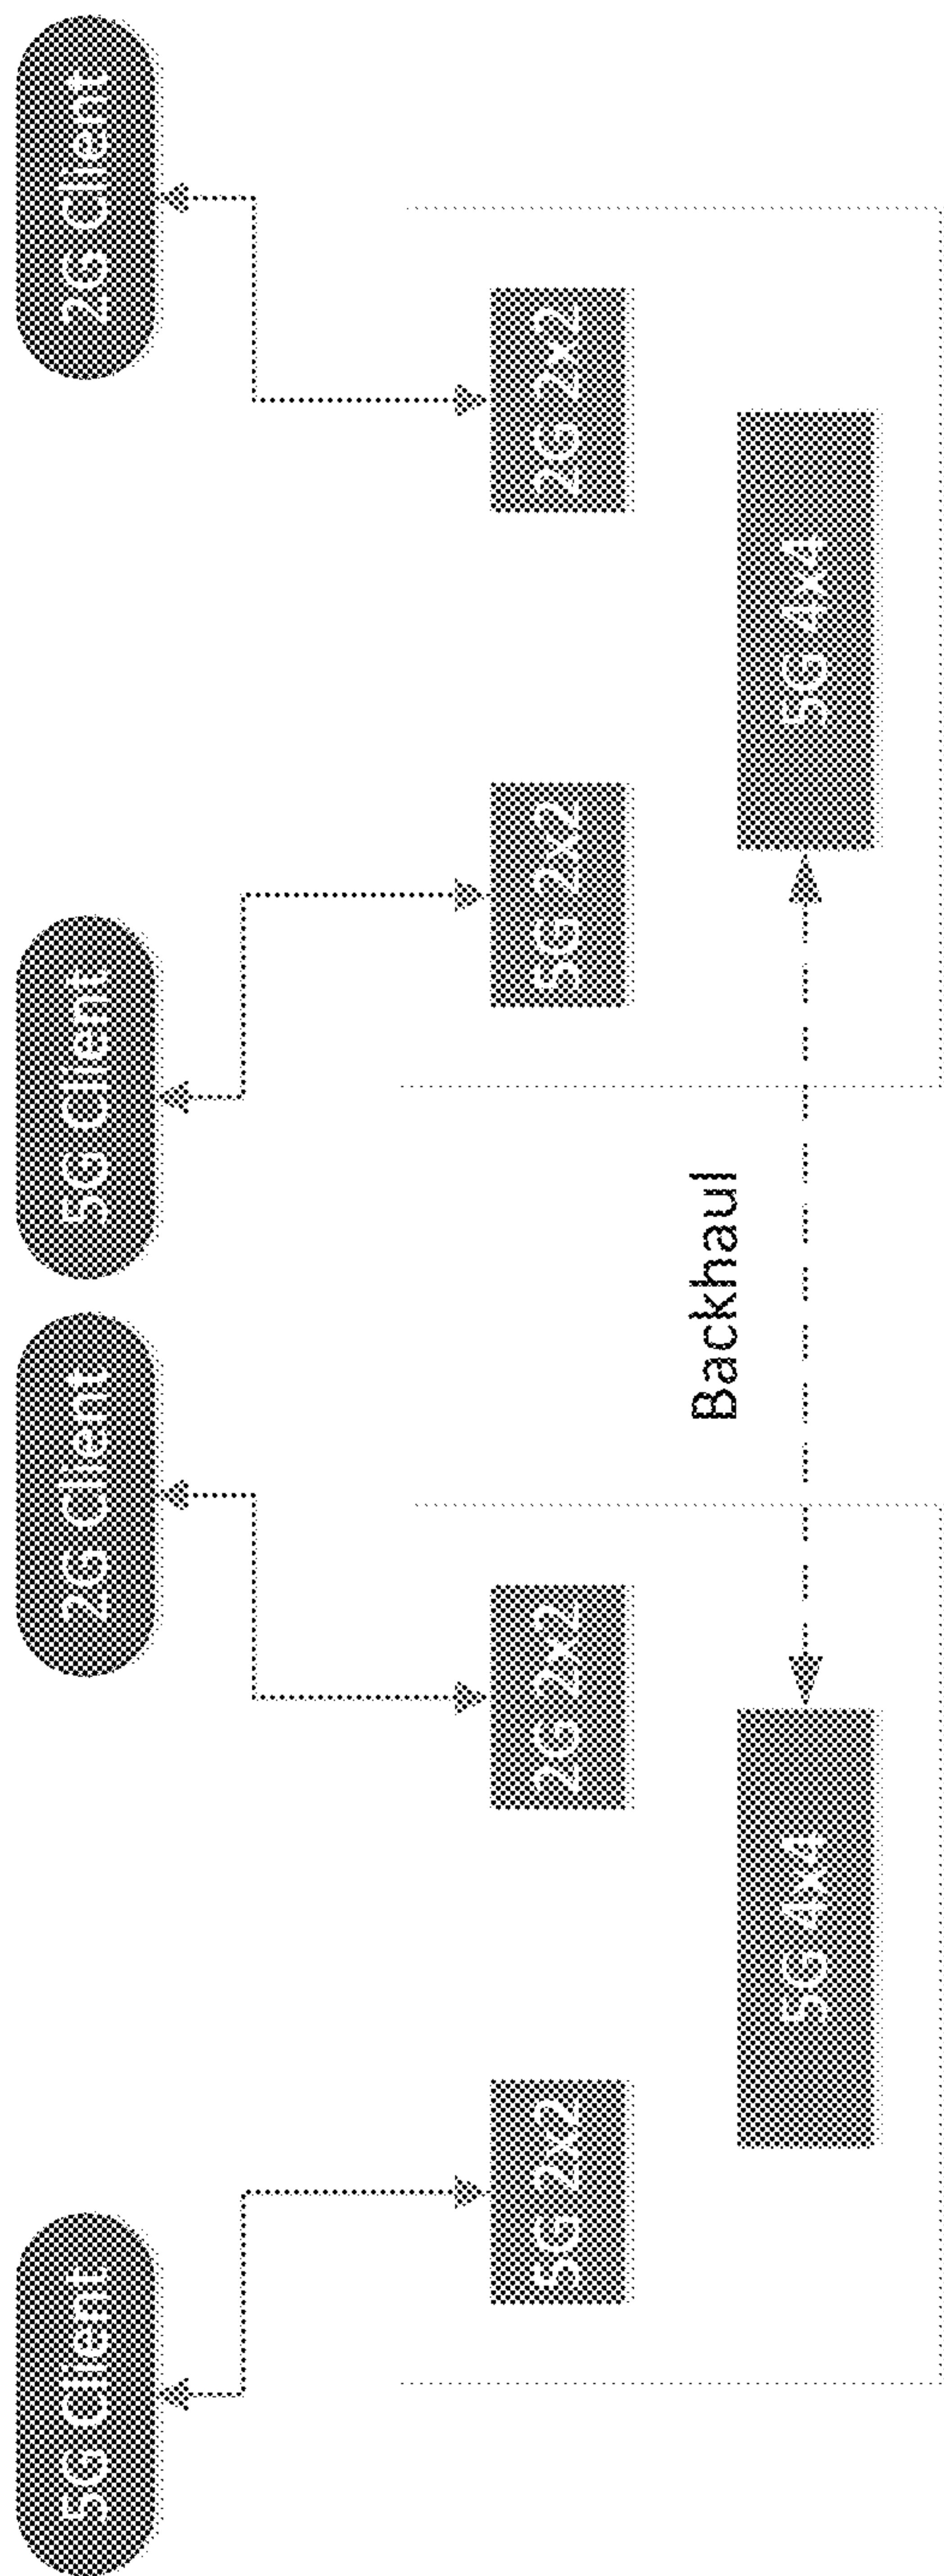 5G Client
2G Client
5G Client
2G Client
5G 2x2
2G 2x2
5G 2x2
2G 2x2
Backhaul
5G 4x4
5G 4x4